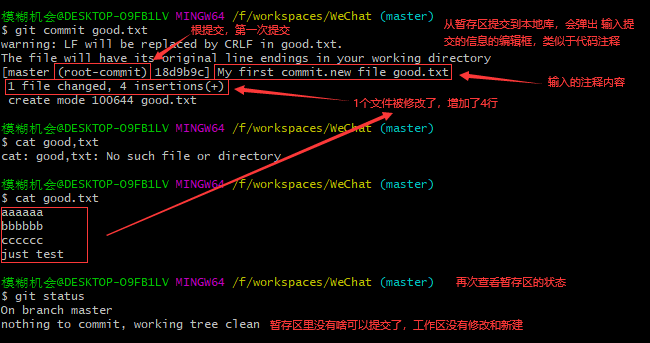 模糊机会@DESKTOP-O9FB1LV MINGW64 /f/workspaces/WeChat (master)
$ git commit good.txt
根提交，第一次提交
从暂存区提交到本地库，会弹出 输入提
交的信息的编辑框，类似于代码注释
warning: LF will be replaced by CRLF in good.txt.
The file will have its original line endings in your working directory
[master (root-commit) 18d9b9c] My first commit.new file good.txt
输入的注释内容
1 file changed, 4 insertions(+)
create mode 100644 good.txt
1个文件被修改了，增加了4行
模糊机会@DESKTOP-O9FB1LV MINGW64 /f/workspaces/WeChat (master)
$ cat good,txt
cat: good,txt: No such file or directory
模糊机会@DESKTOP-O9FB1LV MINGW64 /f/workspaces/WeChat (master)
$ cat good.txt
aaaaaa
bbbbbb
cccccc
just test
模糊机会@DESKTOP-O9FB1LV MINGW64 /f/workspaces/WeChat (master)
再次查看暂存区的状态
$ git status
On branch master
nothing to commit, working tree clean
暂存区里没有啥可以提交了，工作区没有修改和新建